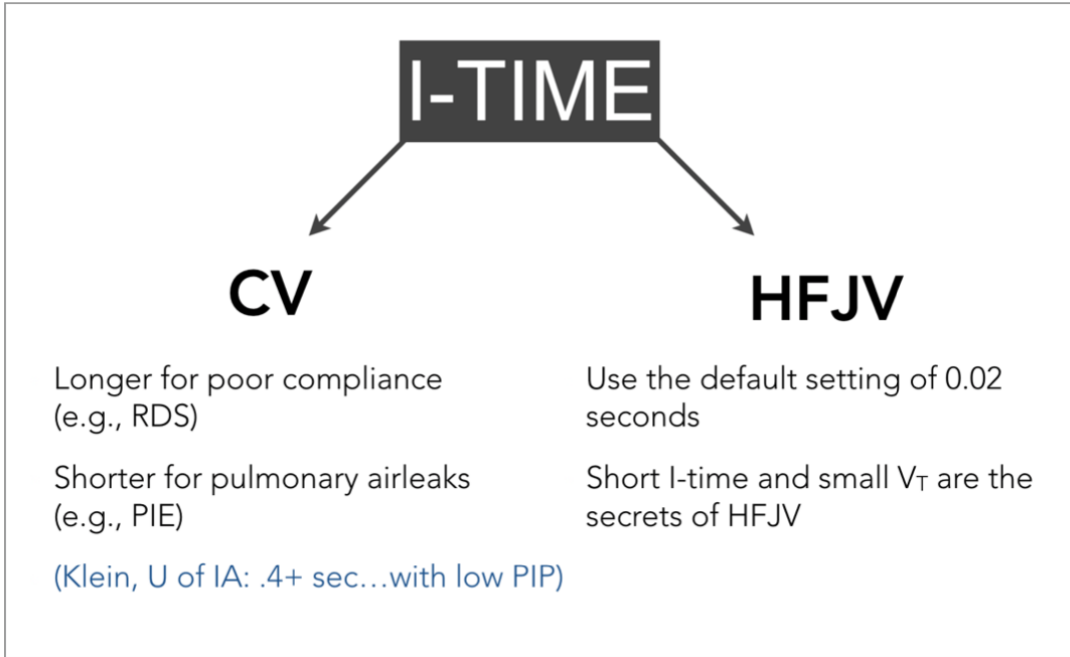 I-TIME
CV
Longer for poor compliance
(e.g., RDS)
Shorter for pulmonary airleaks
(e.g., PIE)
(Klein, U of IA: .4+ sec...with low PIP)
HFJV
Use the default setting of 0.02
seconds
Short I-time and small VT are the
secrets of HFJV